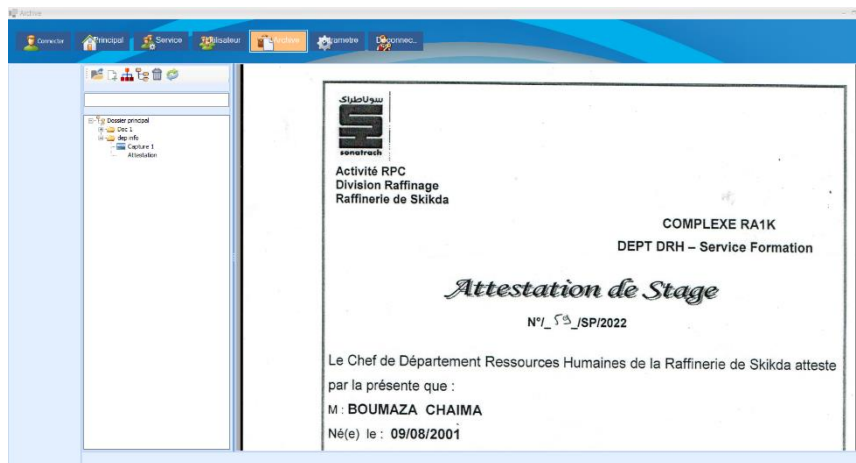 Archive
Connecter
Principal
Service
Utilisateur
Archive
Parametre
Déconnec...
Dossier principal
Doc 1
dep info
Capture 1
Attestation
سوناطراك
sonatrach
Activité RPC
Division Raffinage
Raffinerie de Skikda
COMPLEXE RA1K
DEPT DRH – Service Formation
Attestation de Stage
N°/_59_/SP/2022
Le Chef de Département Ressources Humaines de la Raffinerie de Skikda atteste
par la présente que :
M : BOUMAZA CHAIMA
Né(e) le : 09/08/2001